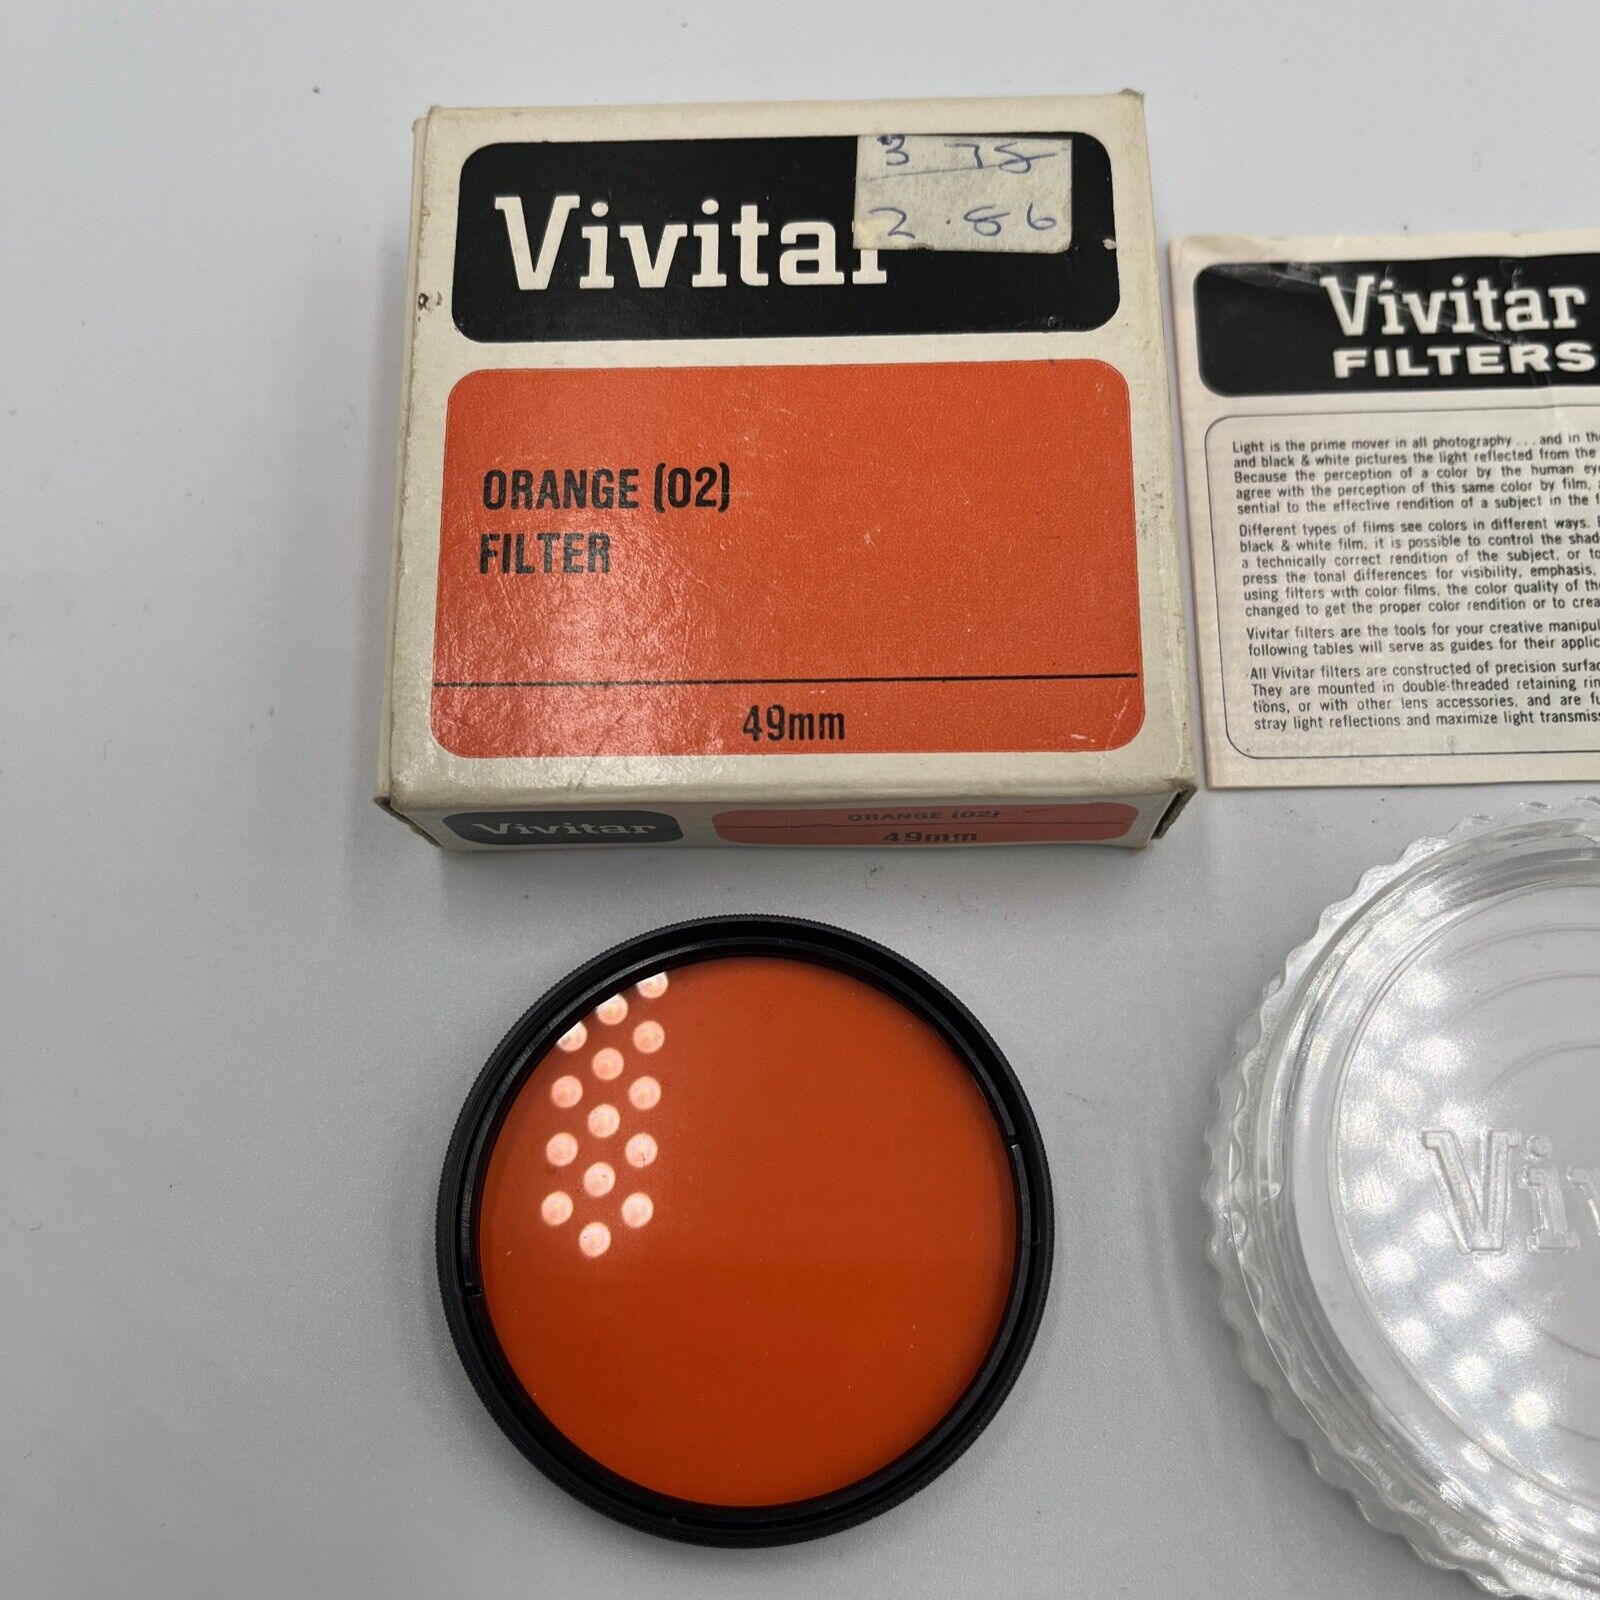 Vivitar
3 75
2.86
ORANGE (02)
FILTER
49mm
Vivitar
ORANGE (02)
49mm
Vivitar
FILTERS
Light is the prime mover in all photography ... and in the
and black & white pictures the light reflected from the
Because the perception of a color by the human
agree with the perception of this same color by film,
sential to the effective rendition of a subject in the
Different types of films see colors in different ways.
black & white film, it is possible to control the
a technically correct rendition of the subject, or to
press the tonal differences for visibility, emphasis,
using filters with color films, the color quality of the
changed to get the proper color rendition or to
Vivitar filters are the tools for your creative
following tables will serve as guides for their
All Vivitar filters are constructed of precision
They are mounted in double-threaded retaining
tions, or with other lens accessories, and are
stray light reflections and maximize light
Viv